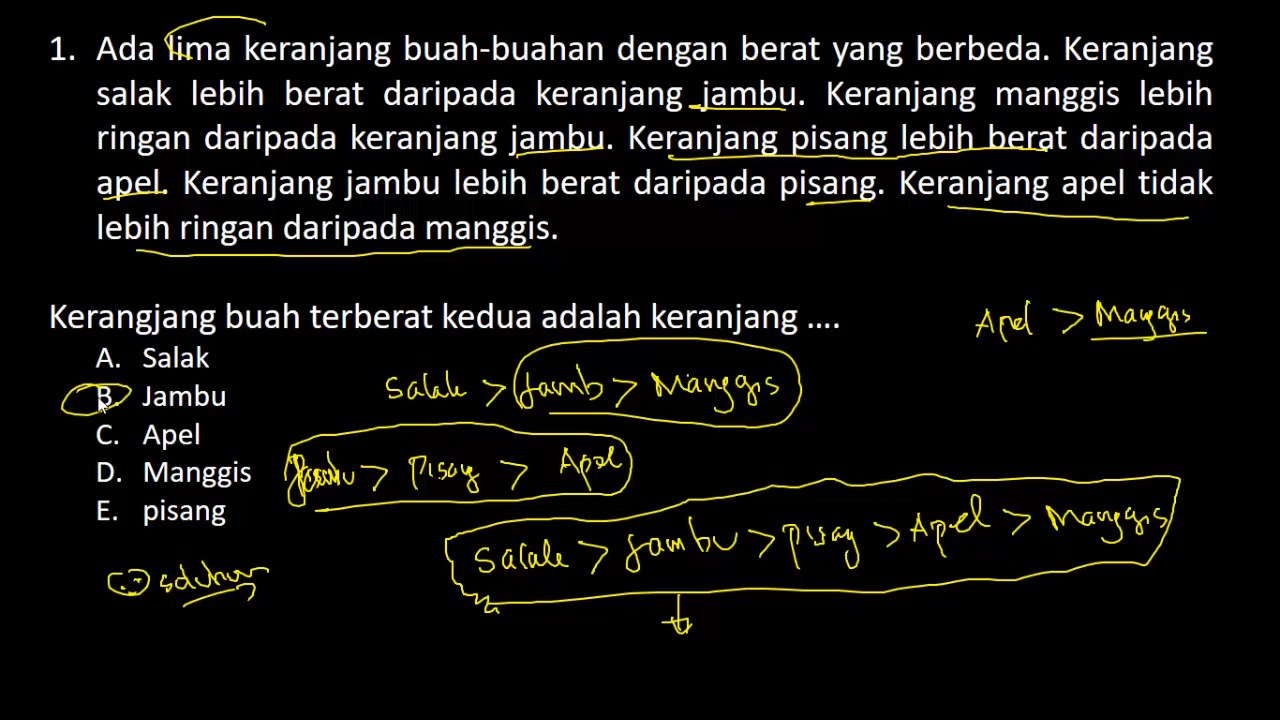 1. Ada lima keranjang buah-buahan dengan berat yang berbeda. Keranjang
salak lebih berat daripada keranjang jambu. Keranjang manggis lebih
ringan daripada keranjang jambu. Keranjang pisang lebih berat daripada
apel. Keranjang jambu lebih berat daripada pisang. Keranjang apel tidak
lebih ringan daripada manggis.
Kerangjang buah terberat kedua adalah keranjang ....
Apel > Manggis
A. Salak
B. Jambu
C. Apel
D. Manggis
E. pisang
Salak > Jamb > Manggis
Jambu > Pisang > Apel
Salak > Jambu > Pisang > Apel > Manggis